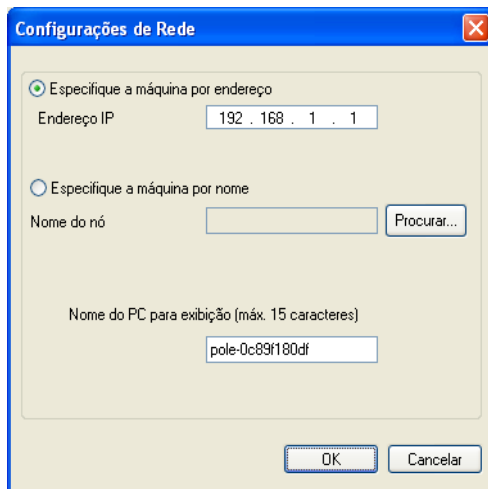 Configurações de Rede
Especifique a máquina por endereço
Endereço IP
192 . 168 . 1 . 1
Especifique a máquina por nome
Nome do nó
Procurar...
Nome do PC para exibição (máx. 15 caracteres)
pole-0c89f180df
OK
Cancelar